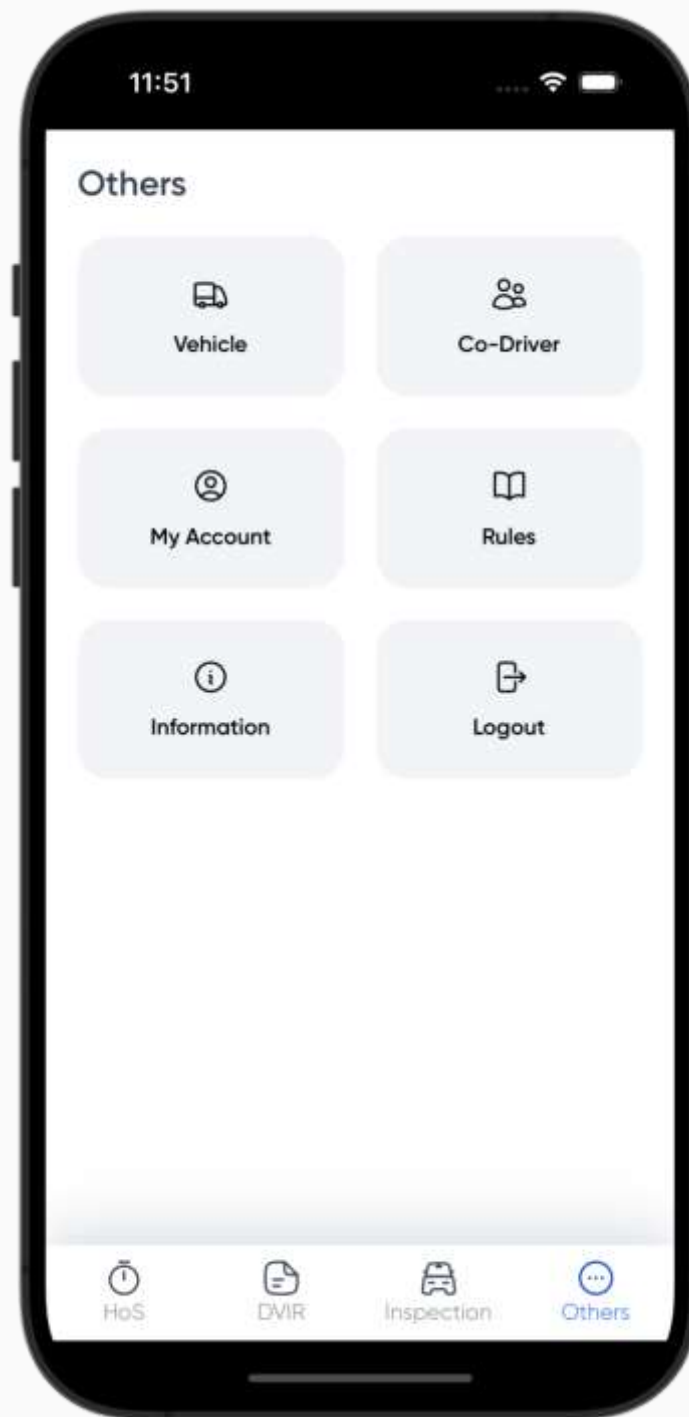 11:51
Others
Vehicle
Co-Driver
My Account
Rules
Information
Logout
HoS
DVIR
Inspection
Others